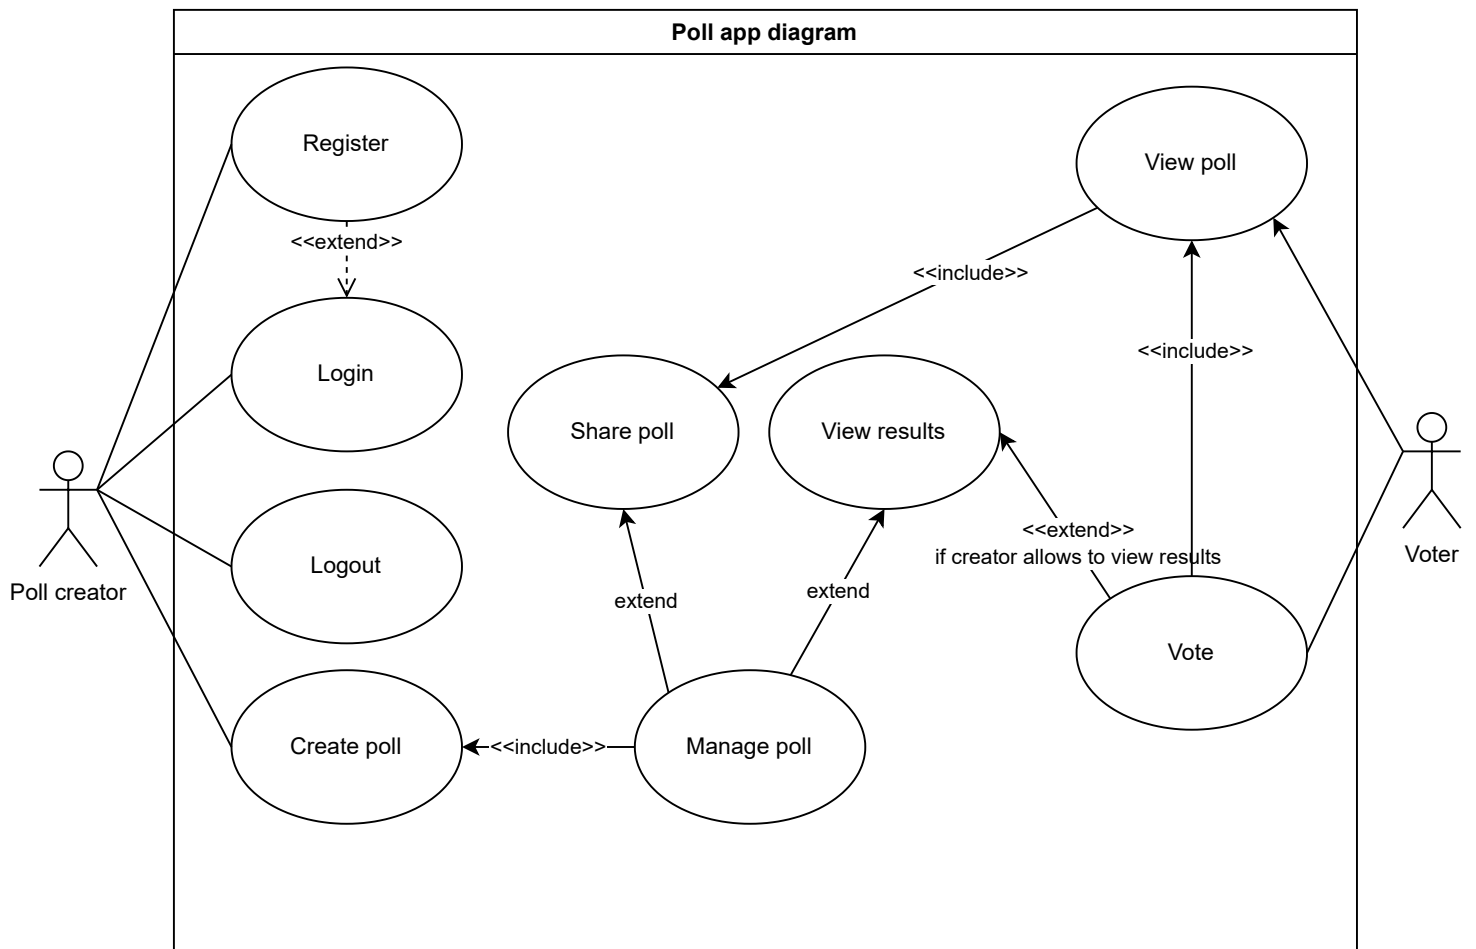 Poll app diagram
Register
View poll
<<extend>>
<<include>>
<<include>>
Login
Share poll
View results
<<extend>>
if creator allows to view results
Voter
Logout
Poll creator
extend
extend
Vote
Create poll
<<include>>
Manage poll